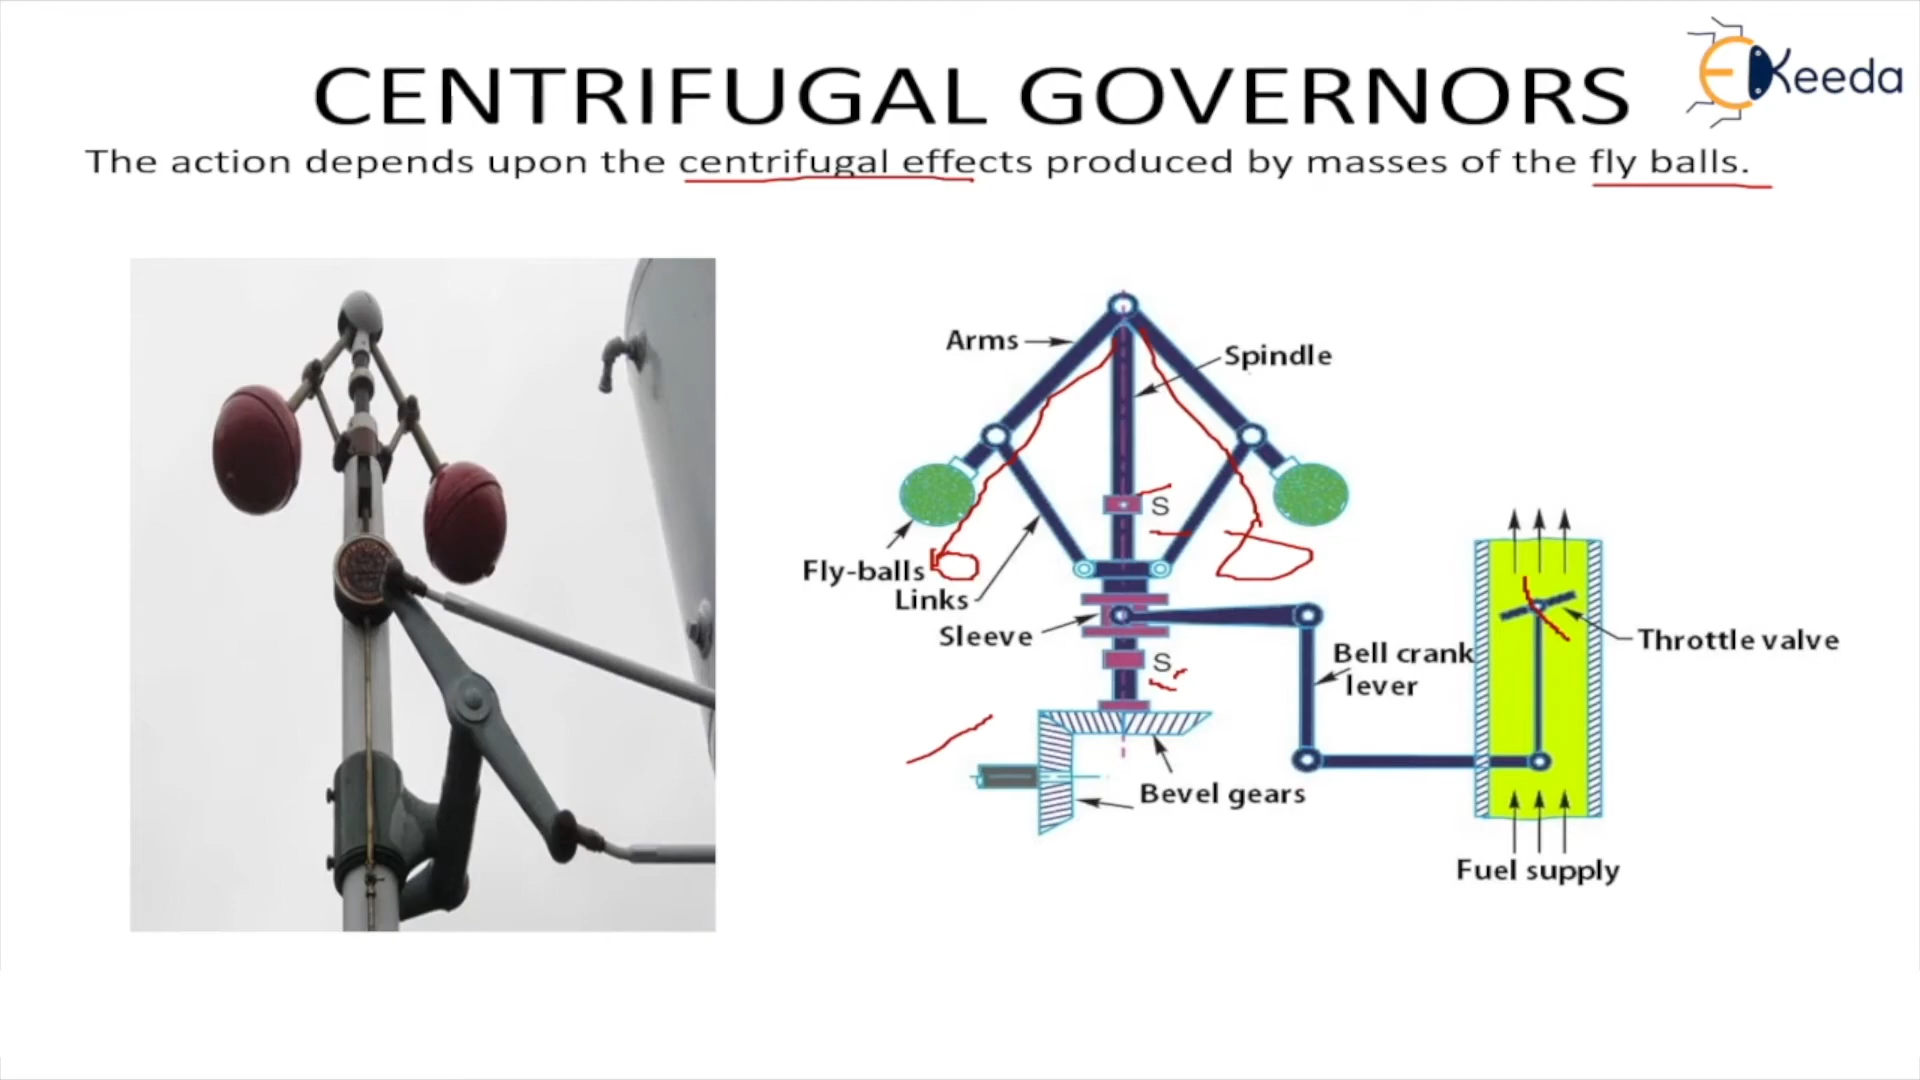 CENTRIFUGAL GOVERNORS
EKeeda
The action depends upon the centrifugal effects produced by masses of the fly balls.
Arms
Spindle
S
Fly-balls
Links
Sleeve
S
Bell crank
lever
Throttle valve
Bevel gears
Fuel supply